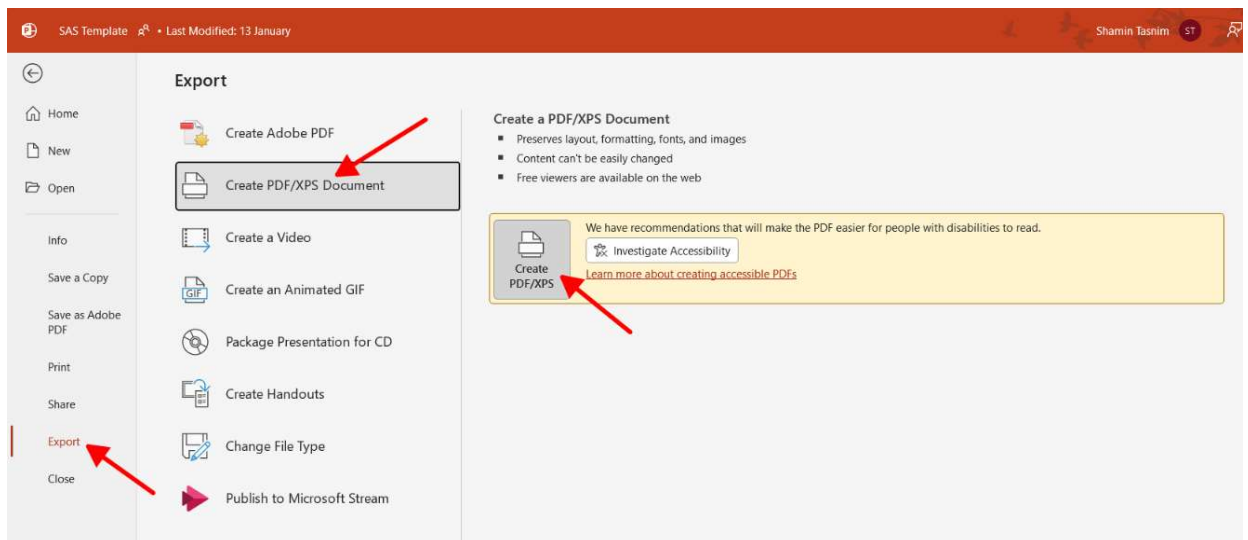 SAS Template • Last Modified: 13 January
Shamin Tasnim ST
Export
Home
New
Open
Info
Save a Copy
Save as Adobe
PDF
Print
Share
Export
Close
Create Adobe PDF
Create PDF/XPS Document
Create a Video
GIF Create an Animated GIF
Package Presentation for CD
Create Handouts
Change File Type
Publish to Microsoft Stream
Create a PDF/XPS Document
▪ Preserves layout, formatting, fonts, and images
▪ Content can't be easily changed
▪ Free viewers are available on the web
Create
PDF/XPS
We have recommendations that will make the PDF easier for people with disabilities to read.
Investigate Accessibility
Learn more about creating accessible PDFs